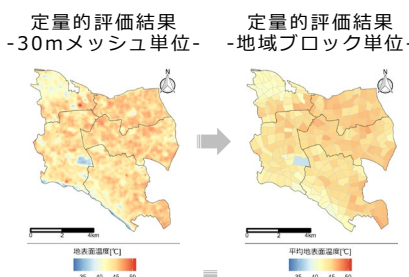 定量的評価結果
-30mメッシュ単位-
定量的評価結果
-地域ブロック単位-
N
N
0 2 4km
0 2 4km
地表面温度[℃]
35 40 45 50
平均地表面温度[℃]
35 40 45 50